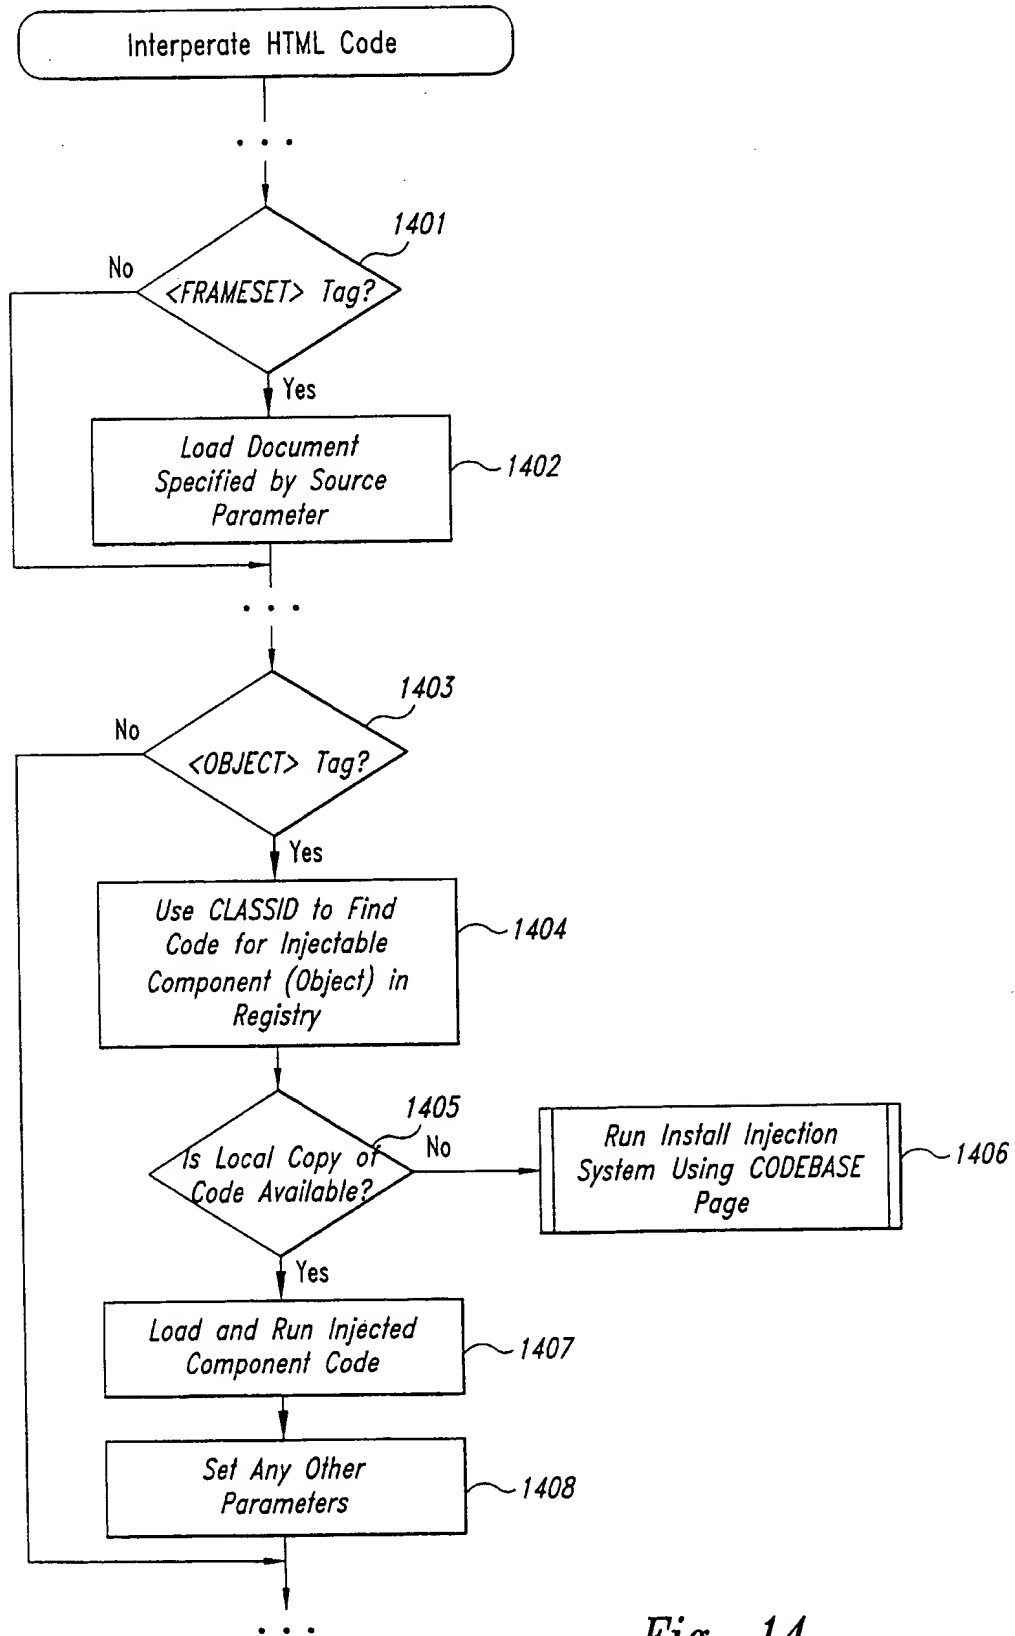 Interperate HTML Code
. . .
1401
No
<FRAMESET> Tag?
Yes
Load Document
Specified by Source
Parameter
1402
. . .
1403
No
<OBJECT> Tag?
Yes
Use CLASSID to Find
Code for Injectable
Component (Object) in
Registry
1404
1405
Is Local Copy of
Code Available?
No
Run Install Injection
System Using CODEBASE
Page
1406
Yes
Load and Run Injected
Component Code
1407
Set Any Other
Parameters
1408
. . .
Fig. 14